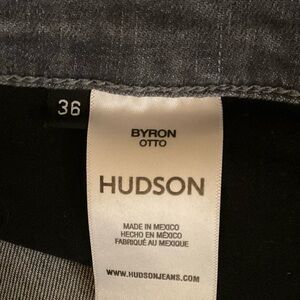 36
BYRON
OTTO
HUDSON
MADE IN MEXICO
HECHO EN MÉXICO
FABRIQUÉ AU MEXIQUE
WWW.HUDSONJEANS.COM